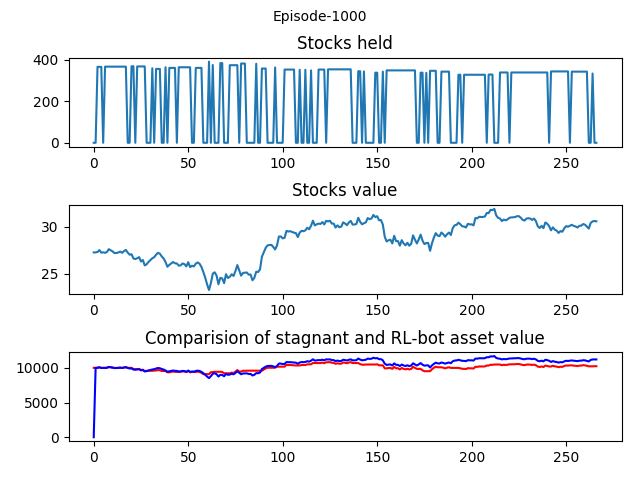 Episode-1000
Stocks held
400
200
0
0 50 100 150 200 250
Stocks value
30
25
0 50 100 150 200 250
Comparision of stagnant and RL-bot asset value
10000
5000
0
0 50 100 150 200 250